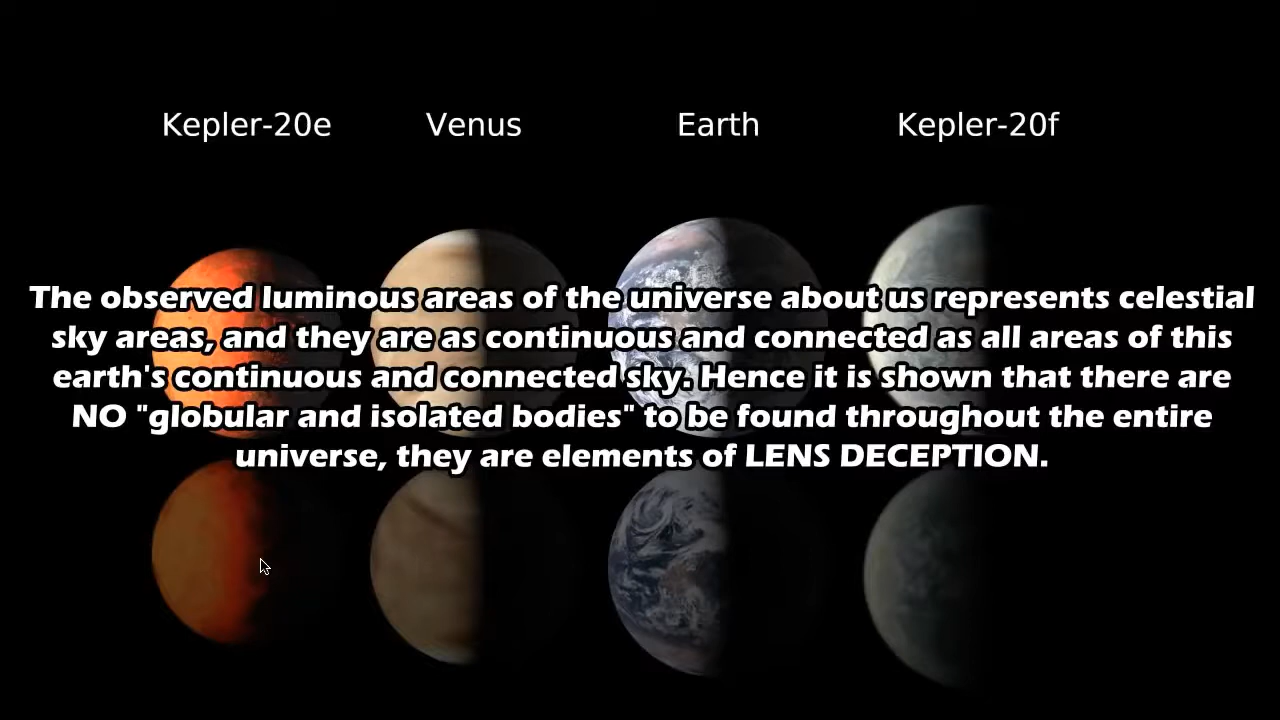 Kepler-20e Venus Earth Kepler-20f
The observed luminous areas of the universe about us represents celestial
sky areas, and they are as continuous and connected as all areas of this
earth's continuous and connected sky. Hence it is shown that there are
NO "globular and isolated bodies" to be found throughout the entire
universe, they are elements of LENS DECEPTION.